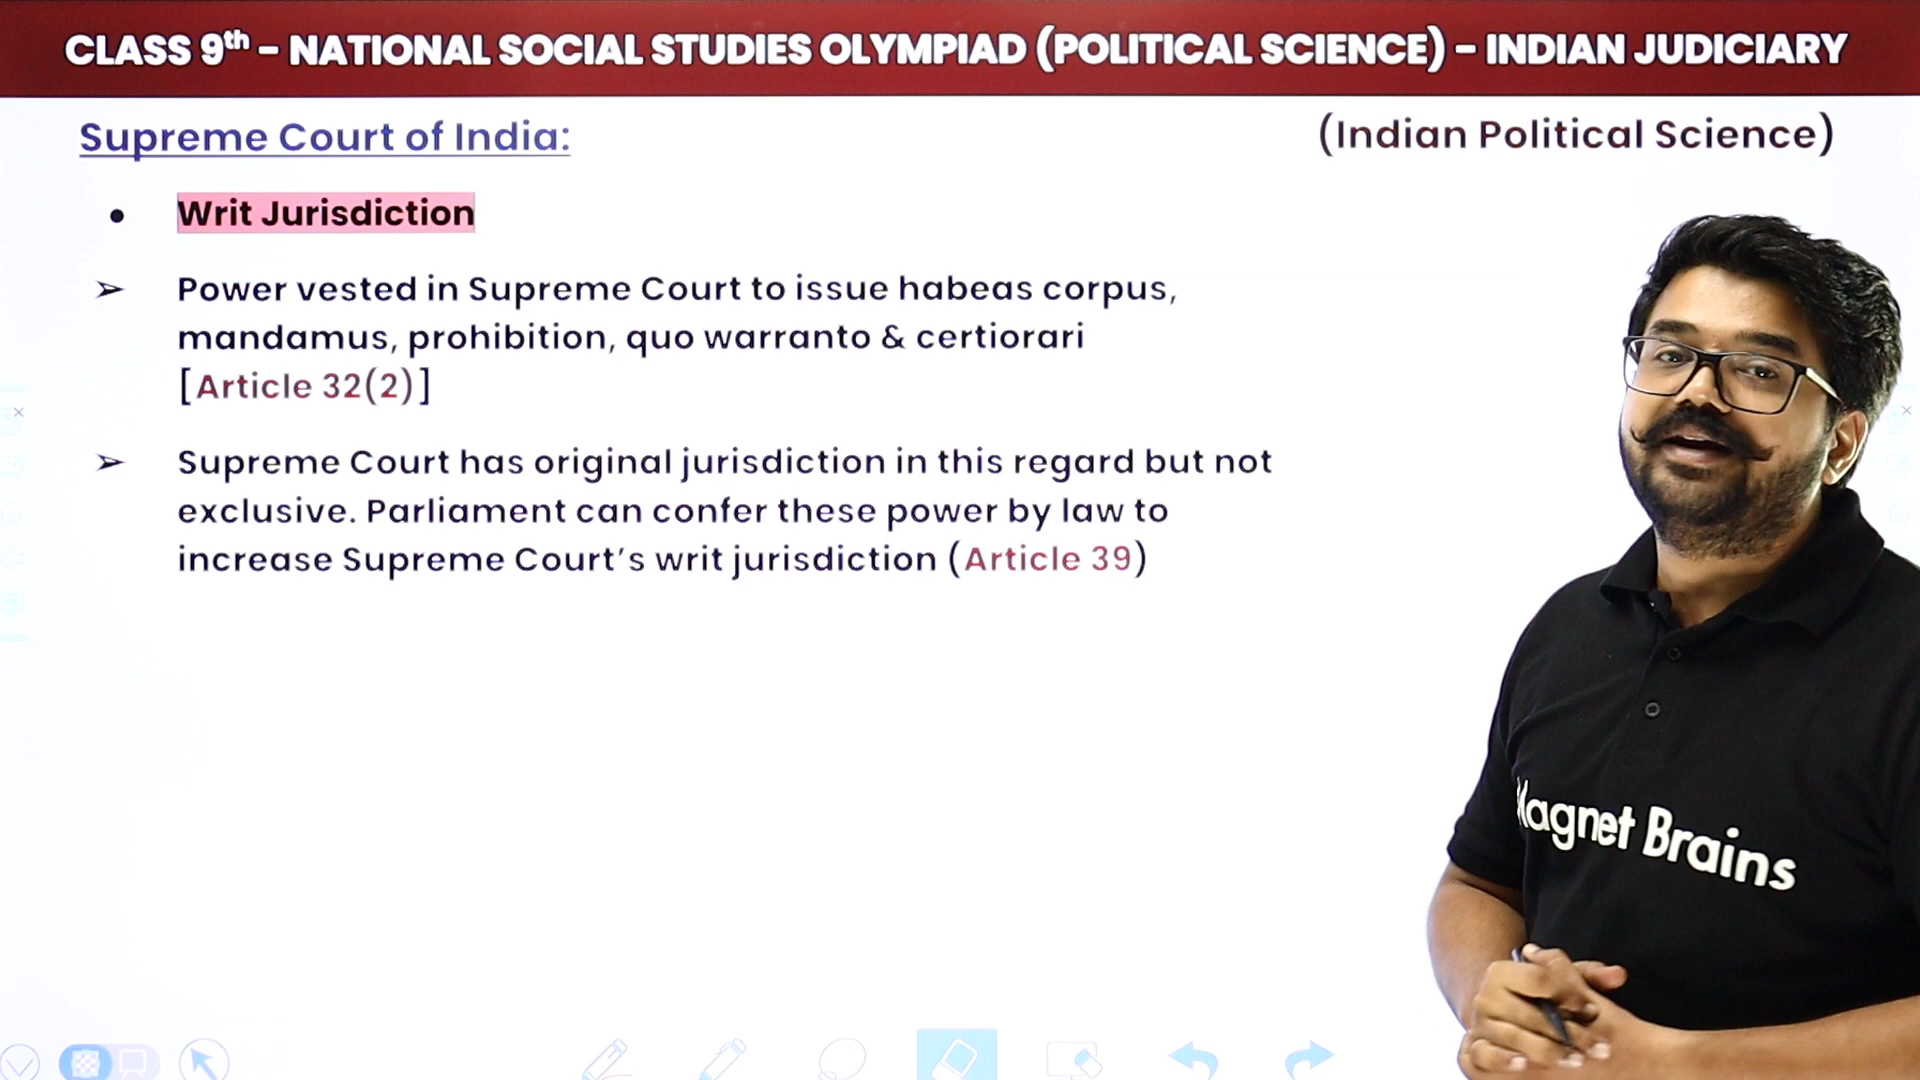 CLASS 9th - NATIONAL SOCIAL STUDIES OLYMPIAD (POLITICAL SCIENCE) - INDIAN JUDICIARY
Supreme Court of India:
(Indian Political Science)
• Writ Jurisdiction
➢ Power vested in Supreme Court to issue habeas corpus,
mandamus, prohibition, quo warranto & certiorari
[Article 32(2)]
➢ Supreme Court has original jurisdiction in this regard but not
exclusive. Parliament can confer these power by law to
increase Supreme Court's writ jurisdiction (Article 39)
Magnet Brains